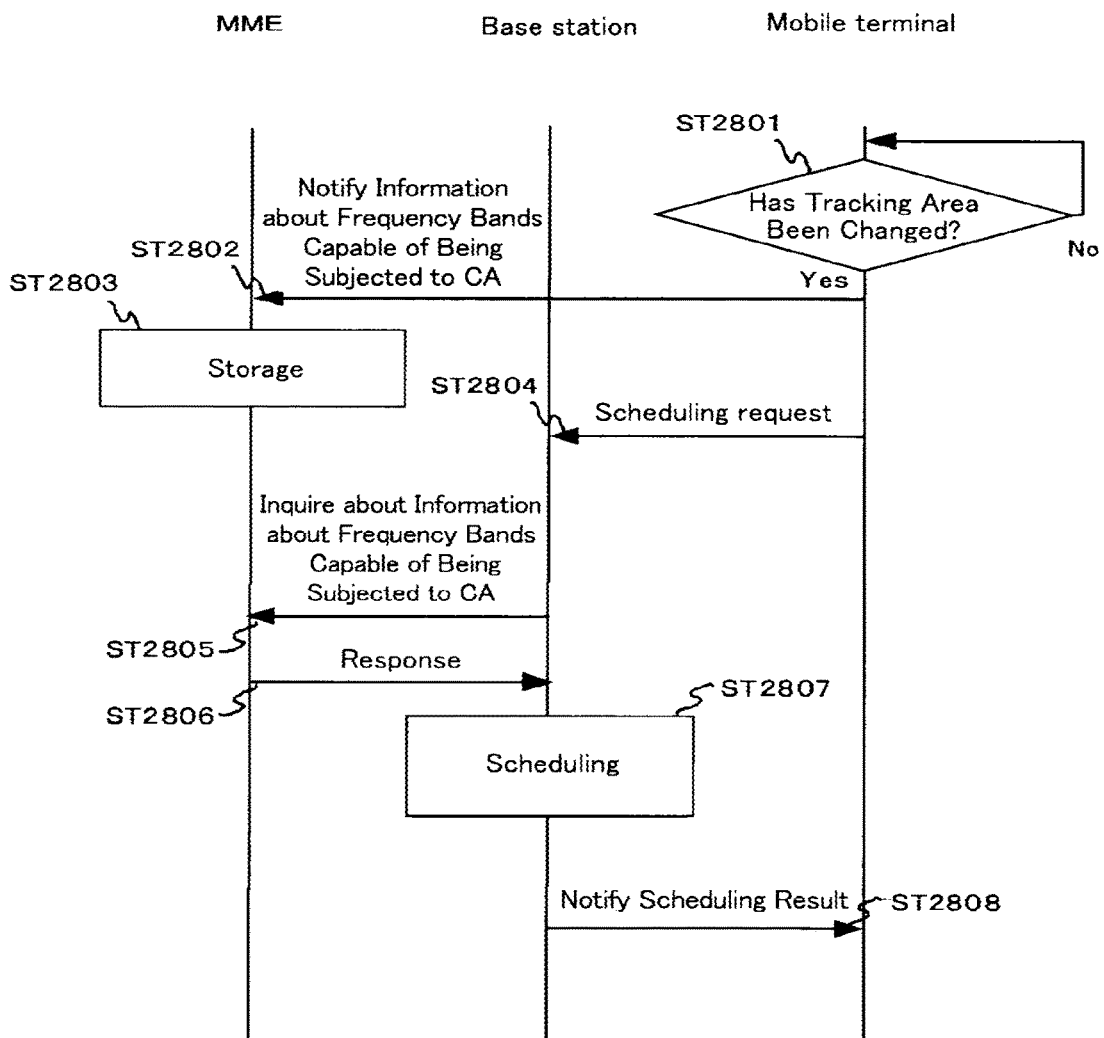 MME
Base station
Mobile terminal
ST2801
Has Tracking Area
Been Changed?
No
Yes
Notify Information
about Frequency Bands
Capable of Being
Subjected to CA
ST2802
ST2803
Storage
ST2804
Scheduling request
Inquire about Information
about Frequency Bands
Capable of Being
Subjected to CA
ST2805
Response
ST2806
ST2807
Scheduling
Notify Scheduling Result
ST2808